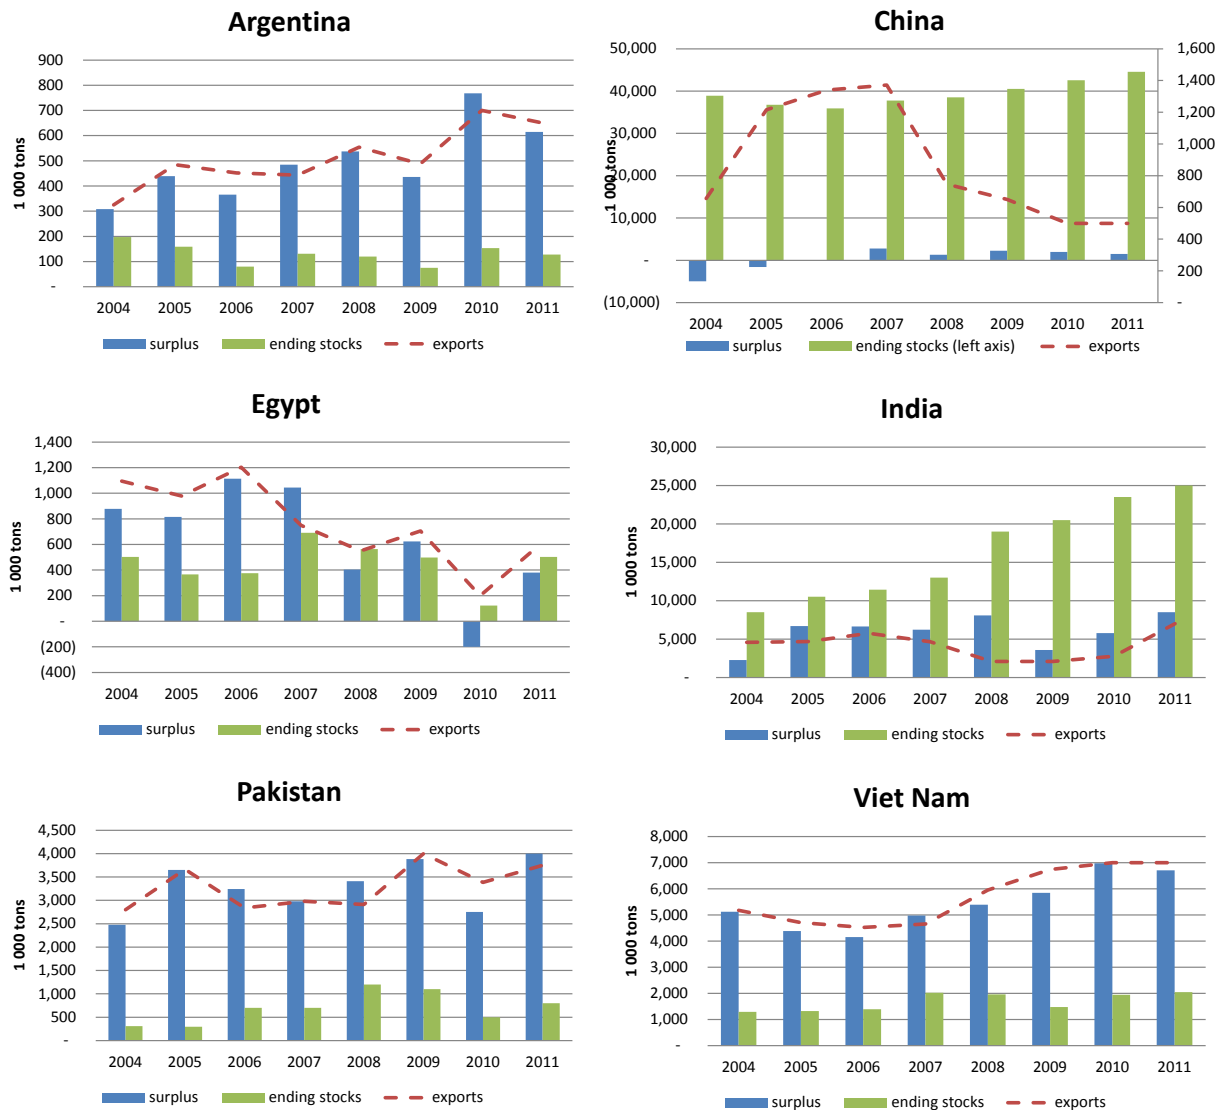 Argentina
900
800
700
600
500
400
300
200
100
-
1 000 tons
2004 2005 2006 2007 2008 2009 2010 2011
surplus ending stocks exports
China
50,000
40,000
30,000
20,000
10,000
-
(10,000)
1 000 tons
1,600
1,400
1,200
1,000
800
600
400
200
-
2004 2005 2006 2007 2008 2009 2010 2011
surplus ending stocks (left axis) exports
Egypt
1,400
1,200
1,000
800
600
400
200
-
(200)
(400)
1 000 tons
2004 2005 2006 2007 2008 2009 2010 2011
surplus ending stocks exports
India
30,000
25,000
20,000
15,000
10,000
5,000
-
1 000 tons
2004 2005 2006 2007 2008 2009 2010 2011
surplus ending stocks exports
Pakistan
4,500
4,000
3,500
3,000
2,500
2,000
1,500
1,000
500
-
1 000 tons
2004 2005 2006 2007 2008 2009 2010 2011
surplus ending stocks exports
Viet Nam
8,000
7,000
6,000
5,000
4,000
3,000
2,000
1,000
-
1 000 tons
2004 2005 2006 2007 2008 2009 2010 2011
surplus ending stocks exports